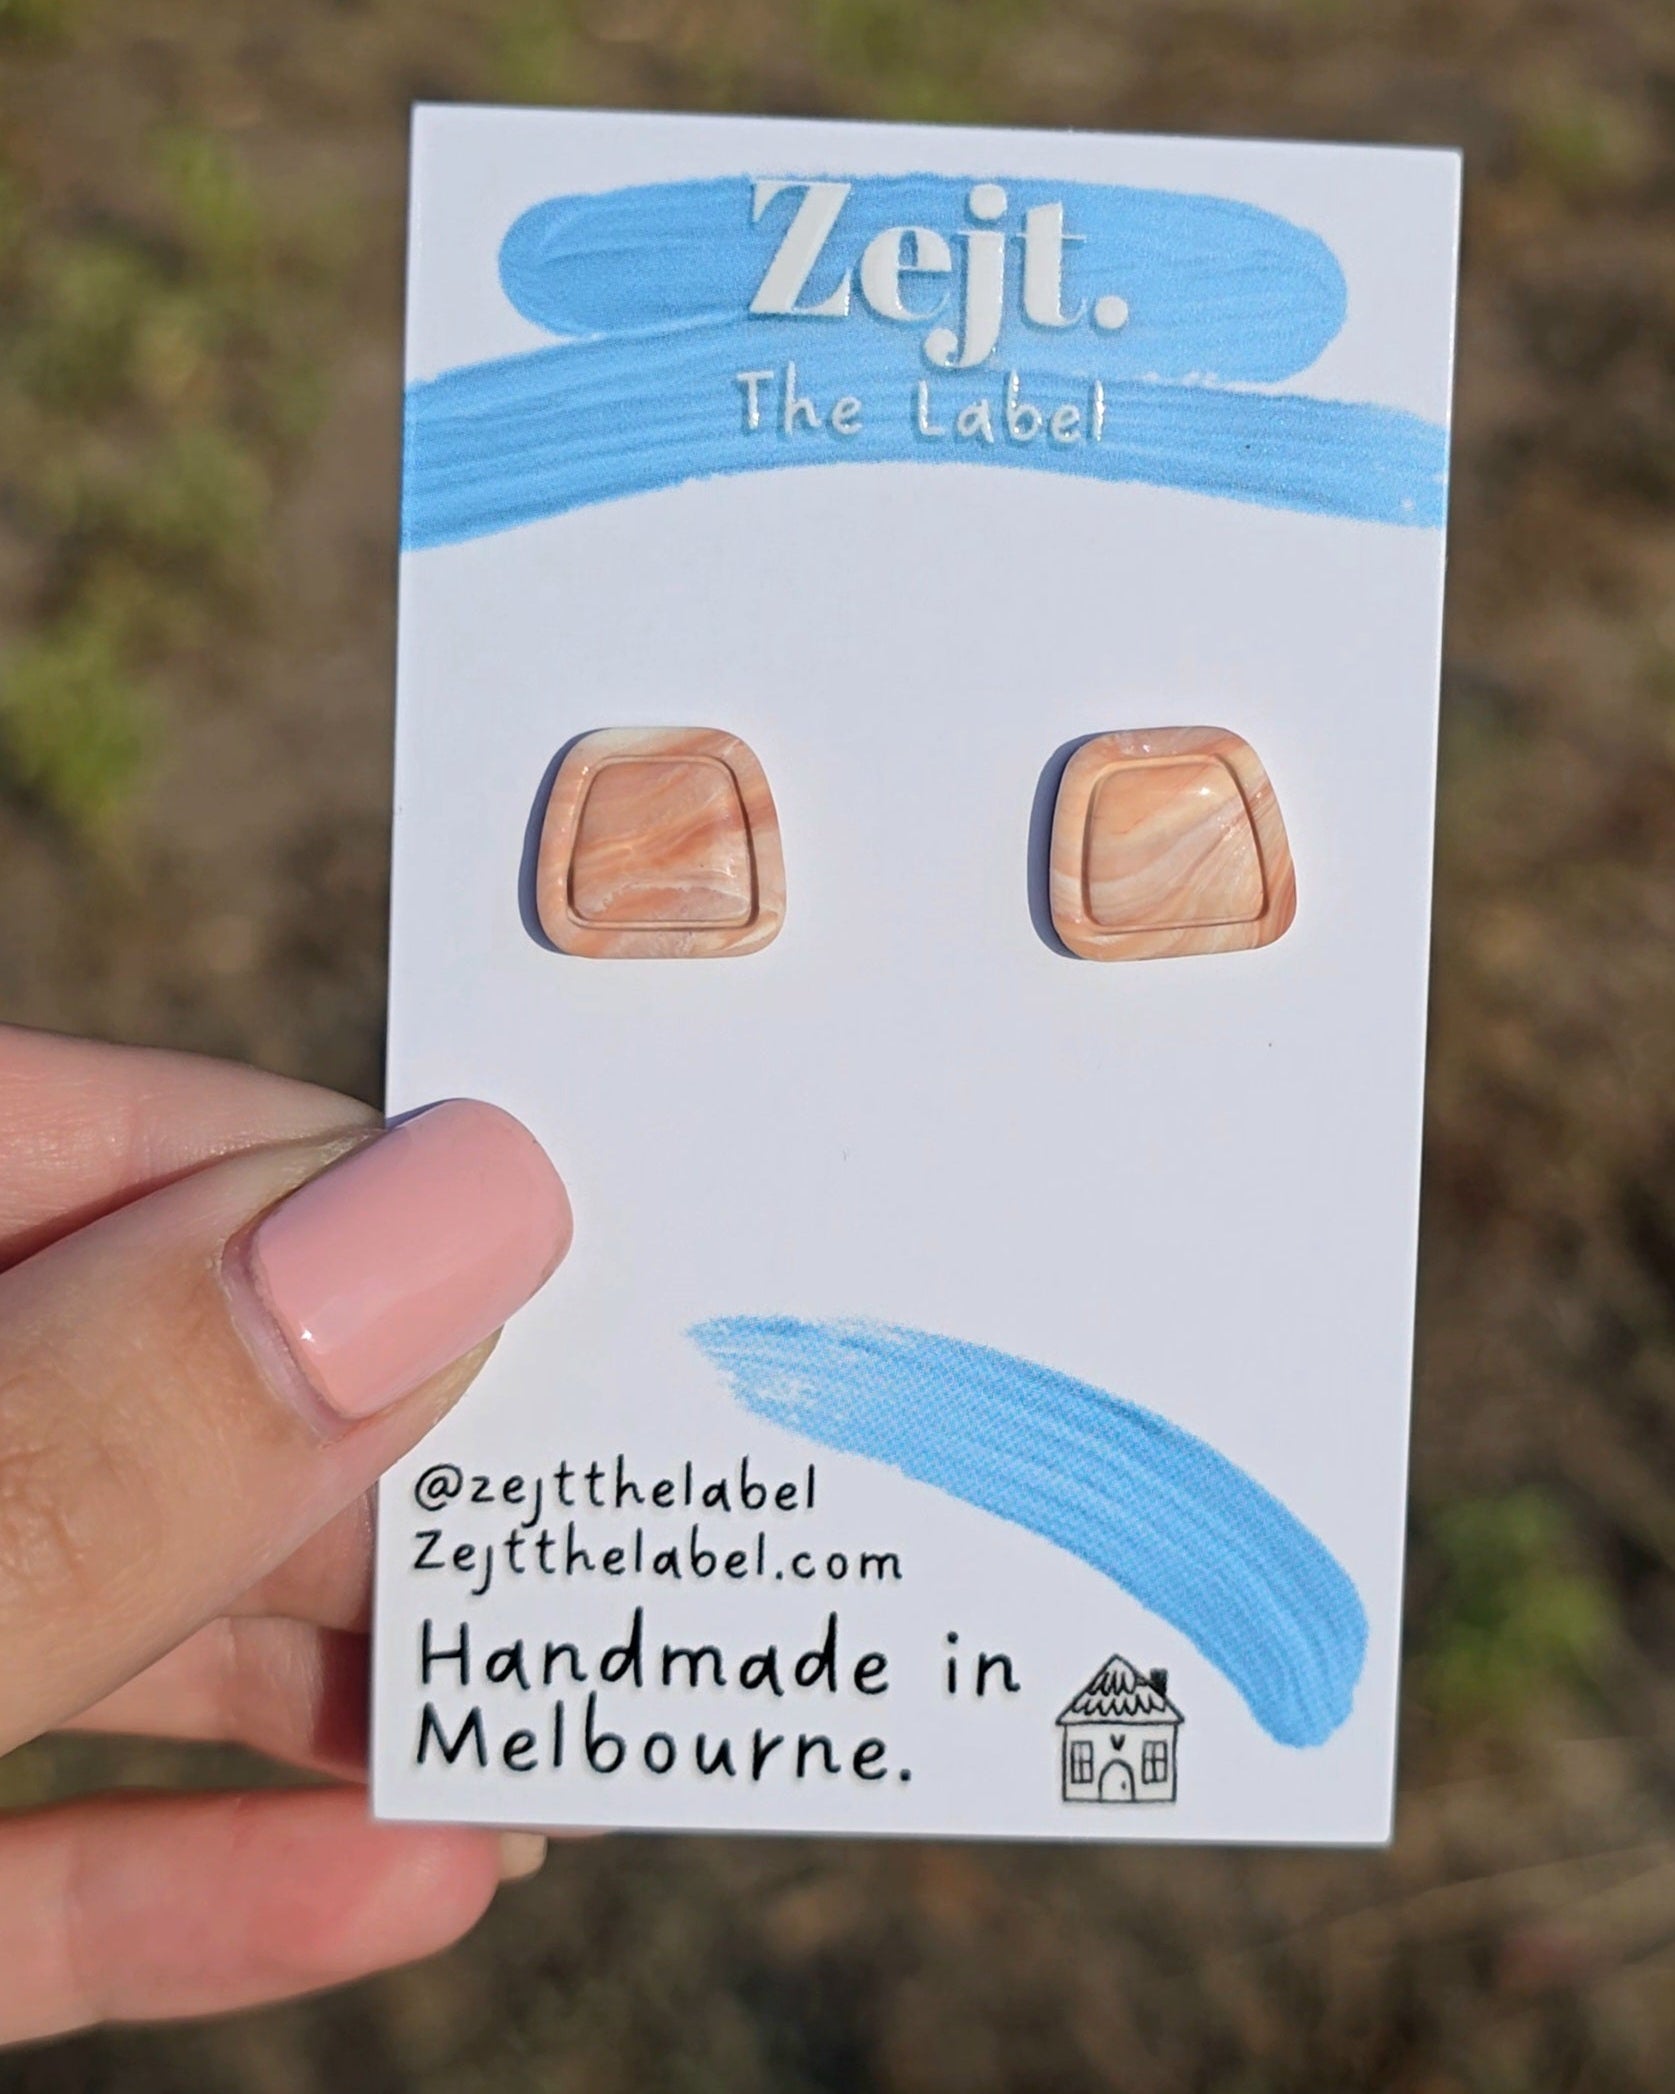 Zejt.
The Label
@zejtthelabel
Zejtthelabel.com
Handmade in
Melbourne.